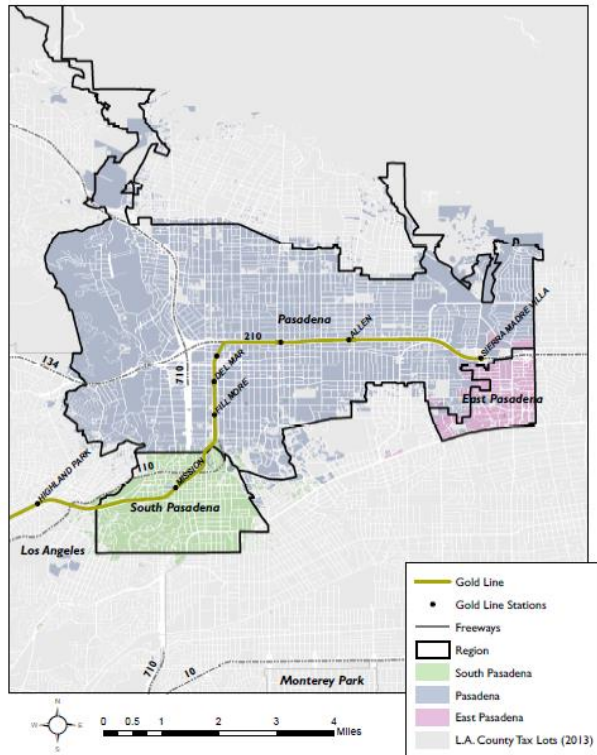 Pasadena
210
ALLEN
SIERRA MADRE VILLA
134
710
DEL MAR
FILLMORE
East Pasadena
HIGHLAND PARK
110
MISSION
South Pasadena
Los Angeles
710
10
Monterey Park
Gold Line
Gold Line Stations
Freeways
Region
South Pasadena
Pasadena
East Pasadena
L.A. County Tax Lots (2013)
N
W E
S
0 0.5 1 2 3 4
Miles